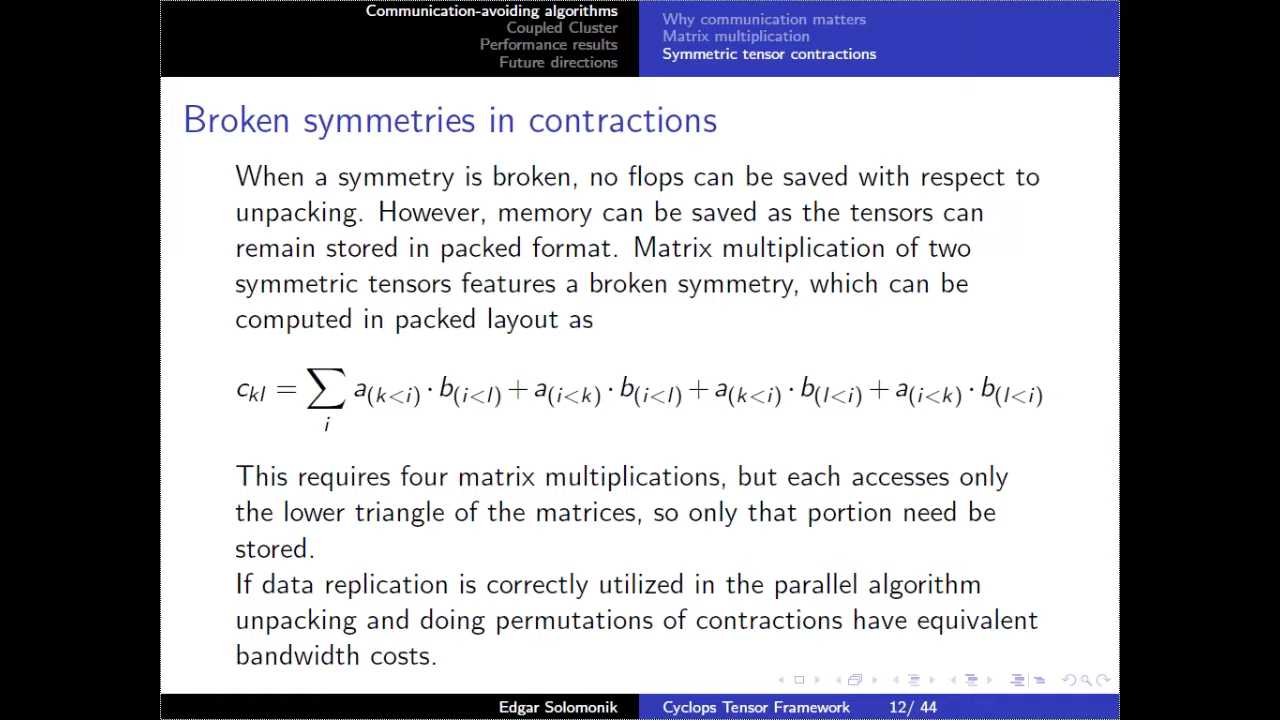 Communication-avoiding algorithms
Coupled Cluster
Performance results
Future directions
Why communication matters
Matrix multiplication
Symmetric tensor contractions
Broken symmetries in contractions
When a symmetry is broken, no flops can be saved with respect to
unpacking. However, memory can be saved as the tensors can
remain stored in packed format. Matrix multiplication of two
symmetric tensors features a broken symmetry, which can be
computed in packed layout as
c_{kl} = \sum_i a_{(k<i)} · b_{(i<l)} + a_{(i<k)} · b_{(i<l)} + a_{(k<i)} · b_{(l<i)} + a_{(i<k)} · b_{(l<i)}
This requires four matrix multiplications, but each accesses only
the lower triangle of the matrices, so only that portion need be
stored.
If data replication is correctly utilized in the parallel algorithm
unpacking and doing permutations of contractions have equivalent
bandwidth costs.
Edgar Solomonik
Cyclops Tensor Framework
12/ 44